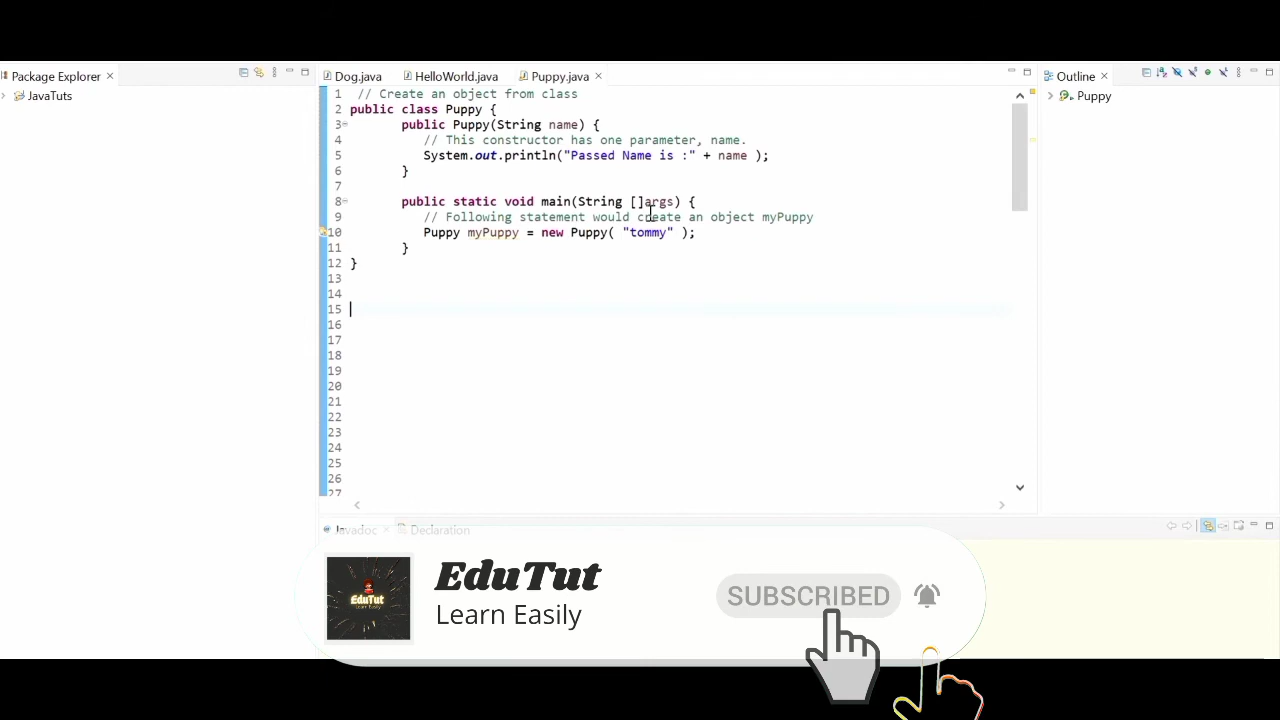 Package Explorer
Dog.java
HelloWorld.java
Puppy.java
Outline
JavaTuts
Puppy
1 // Create an object from class
2 public class Puppy {
3 public Puppy(String name) {
4 // This constructor has one parameter, name.
5 System.out.println("Passed Name is :" + name );
6 }
7
8 public static void main(String []args) {
9 // Following statement would create an object myPuppy
10 Puppy myPuppy = new Puppy( "tommy" );
11 }
12 }
13
14
15
16
17
18
19
20
21
22
23
24
25
26
27
Javadoc
Declaration
EduTut
Learn Easily
EduTut
Learn Easily
SUBSCRIBED